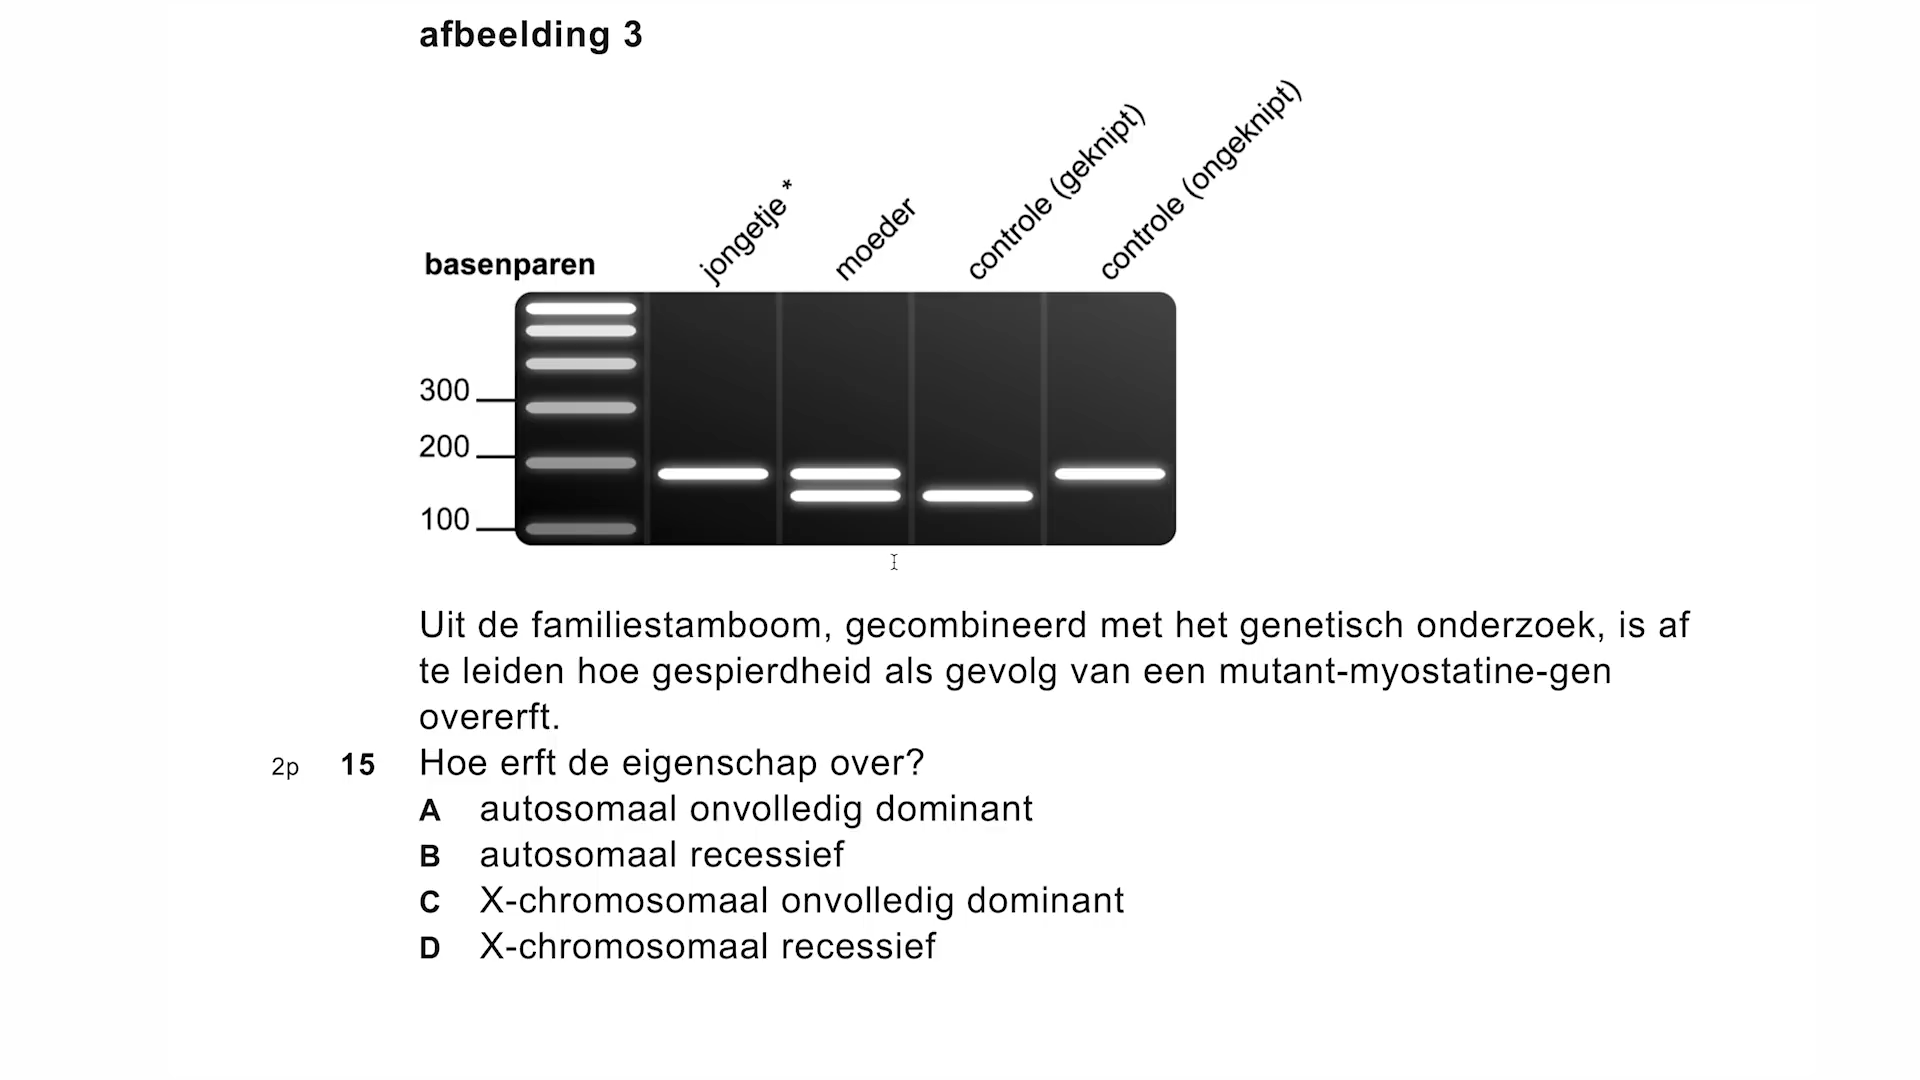 afbeelding 3
jongetje *
moeder
controle (geknipt)
controle (ongeknipt)
basenparen
300
200
100
Uit de familiestamboom, gecombineerd met het genetisch onderzoek, is af
te leiden hoe gespierdheid als gevolg van een mutant-myostatine-gen
overerft.
2p 15 Hoe erft de eigenschap over?
A autosomaal onvolledig dominant
B autosomaal recessief
C X-chromosomaal onvolledig dominant
D X-chromosomaal recessief